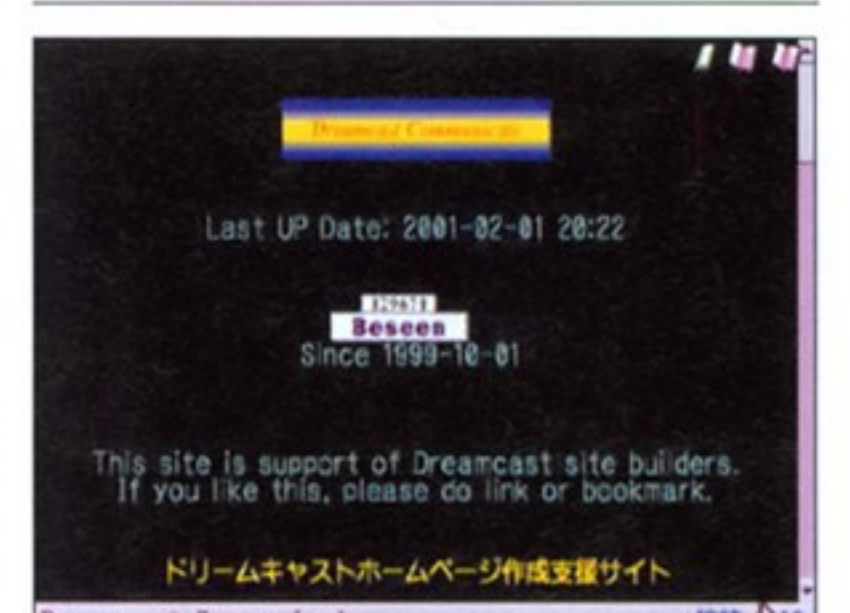 Dreamcast Communicate
Last UP Date: 2001-02-01 20:22
Beseen
Since 1999-10-01
This site is support of Dreamcast site builders.
If you like this, please do link or bookmark.
ドリームキャストホームページ作成支援サイト